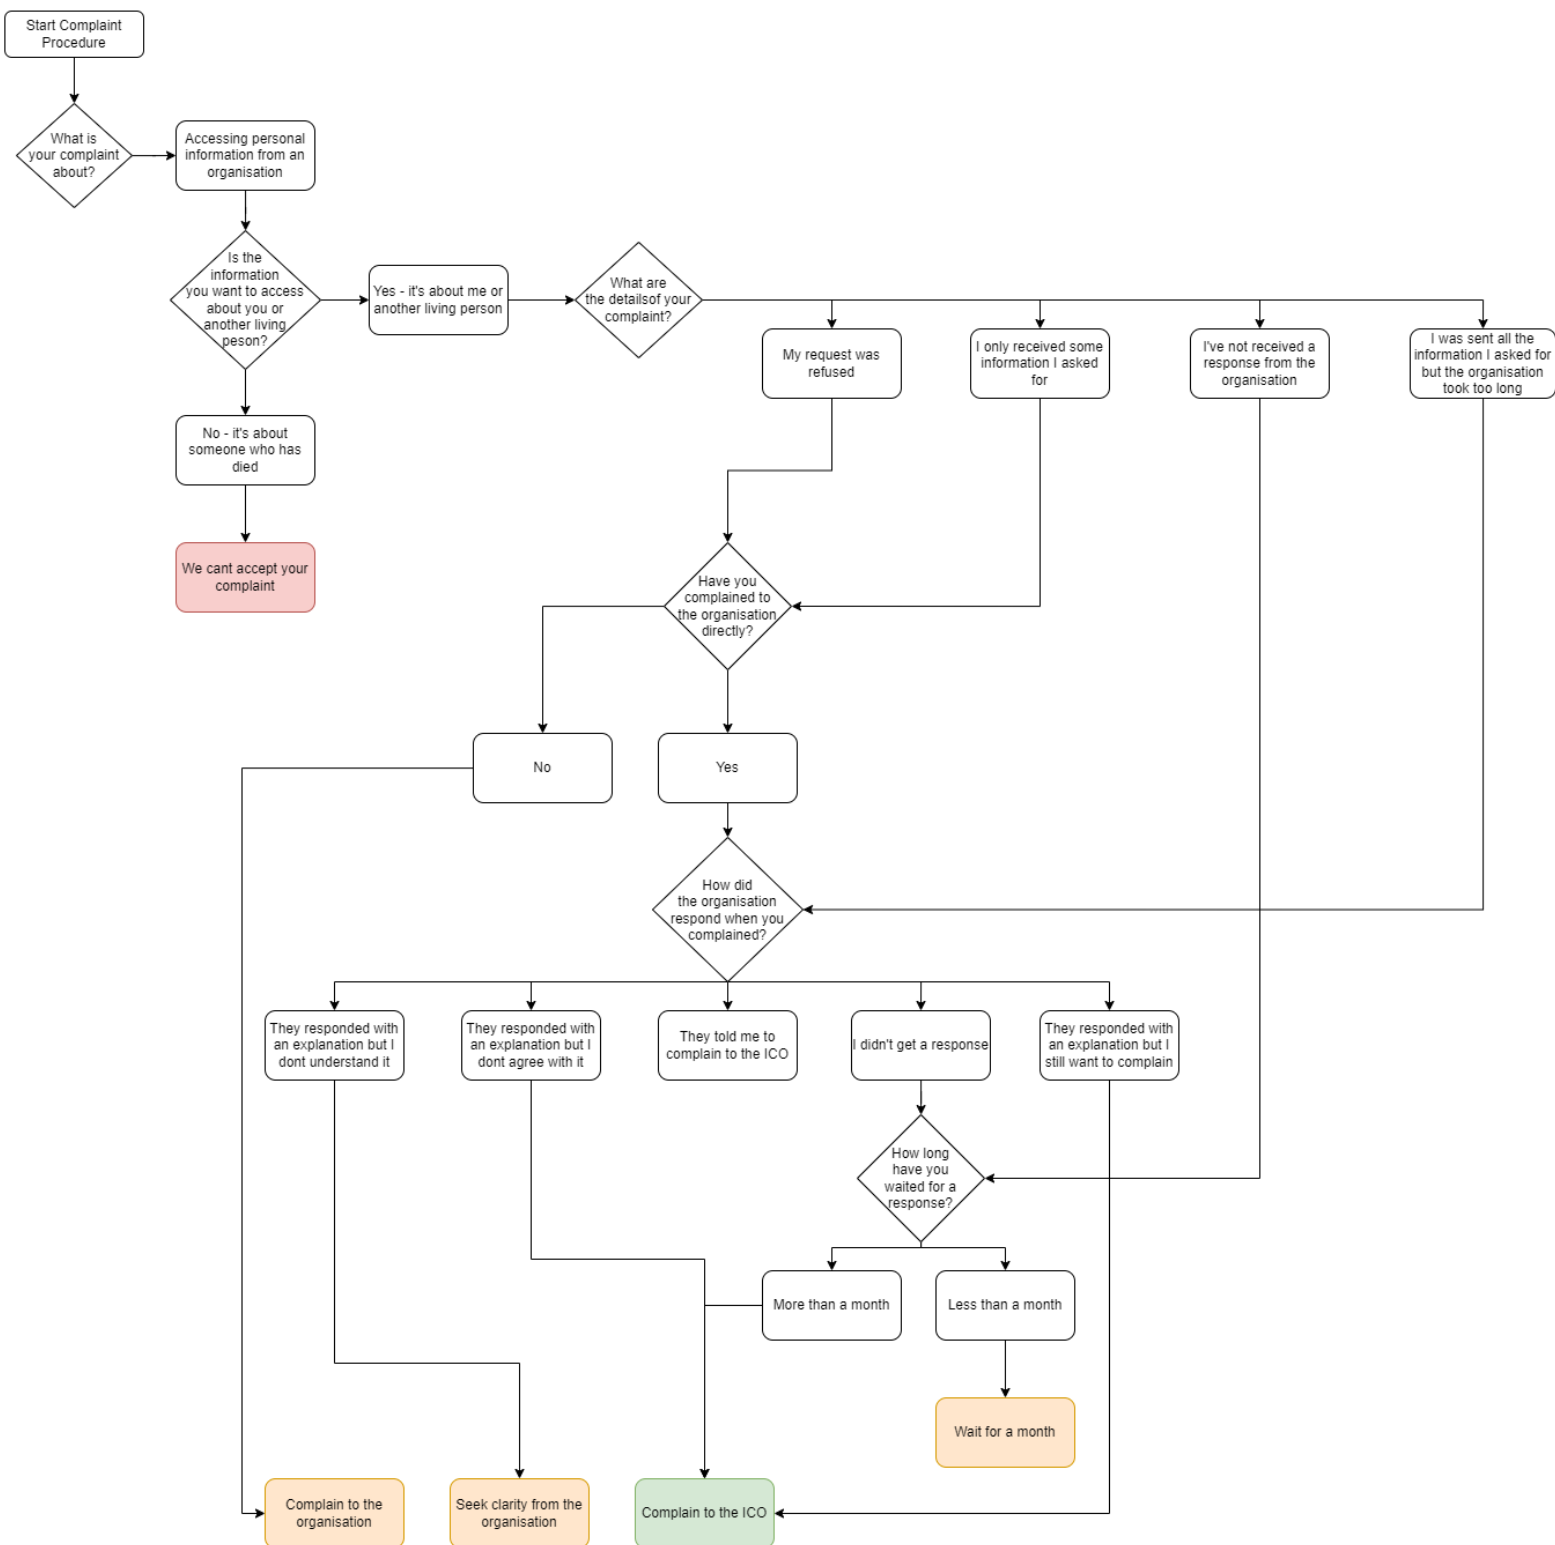 Start Complaint
Procedure
What is
your complaint
about?
Accessing personal
information from an
organisation
Is the
information
you want to access
about you or
another living
peson?
Yes - it's about me or
another living person
What are
the detailsof your
complaint?
My request was
refused
I only received some
information I asked
for
I've not received a
response from the
organisation
I was sent all the
information I asked for
but the organisation
took too long
No - it's about
someone who has
died
We cant accept your
complaint
Have you
complained to
the organisation
directly?
No
Yes
How did
the organisation
respond when you
complained?
They responded with
an explanation but I
dont understand it
They responded with
an explanation but I
dont agree with it
They told me to
complain to the ICO
I didn't get a response
They responded with
an explanation but I
still want to complain
How long
have you
waited for a
response?
More than a month
Less than a month
Wait for a month
Complain to the
organisation
Seek clarity from the
organisation
Complain to the ICO